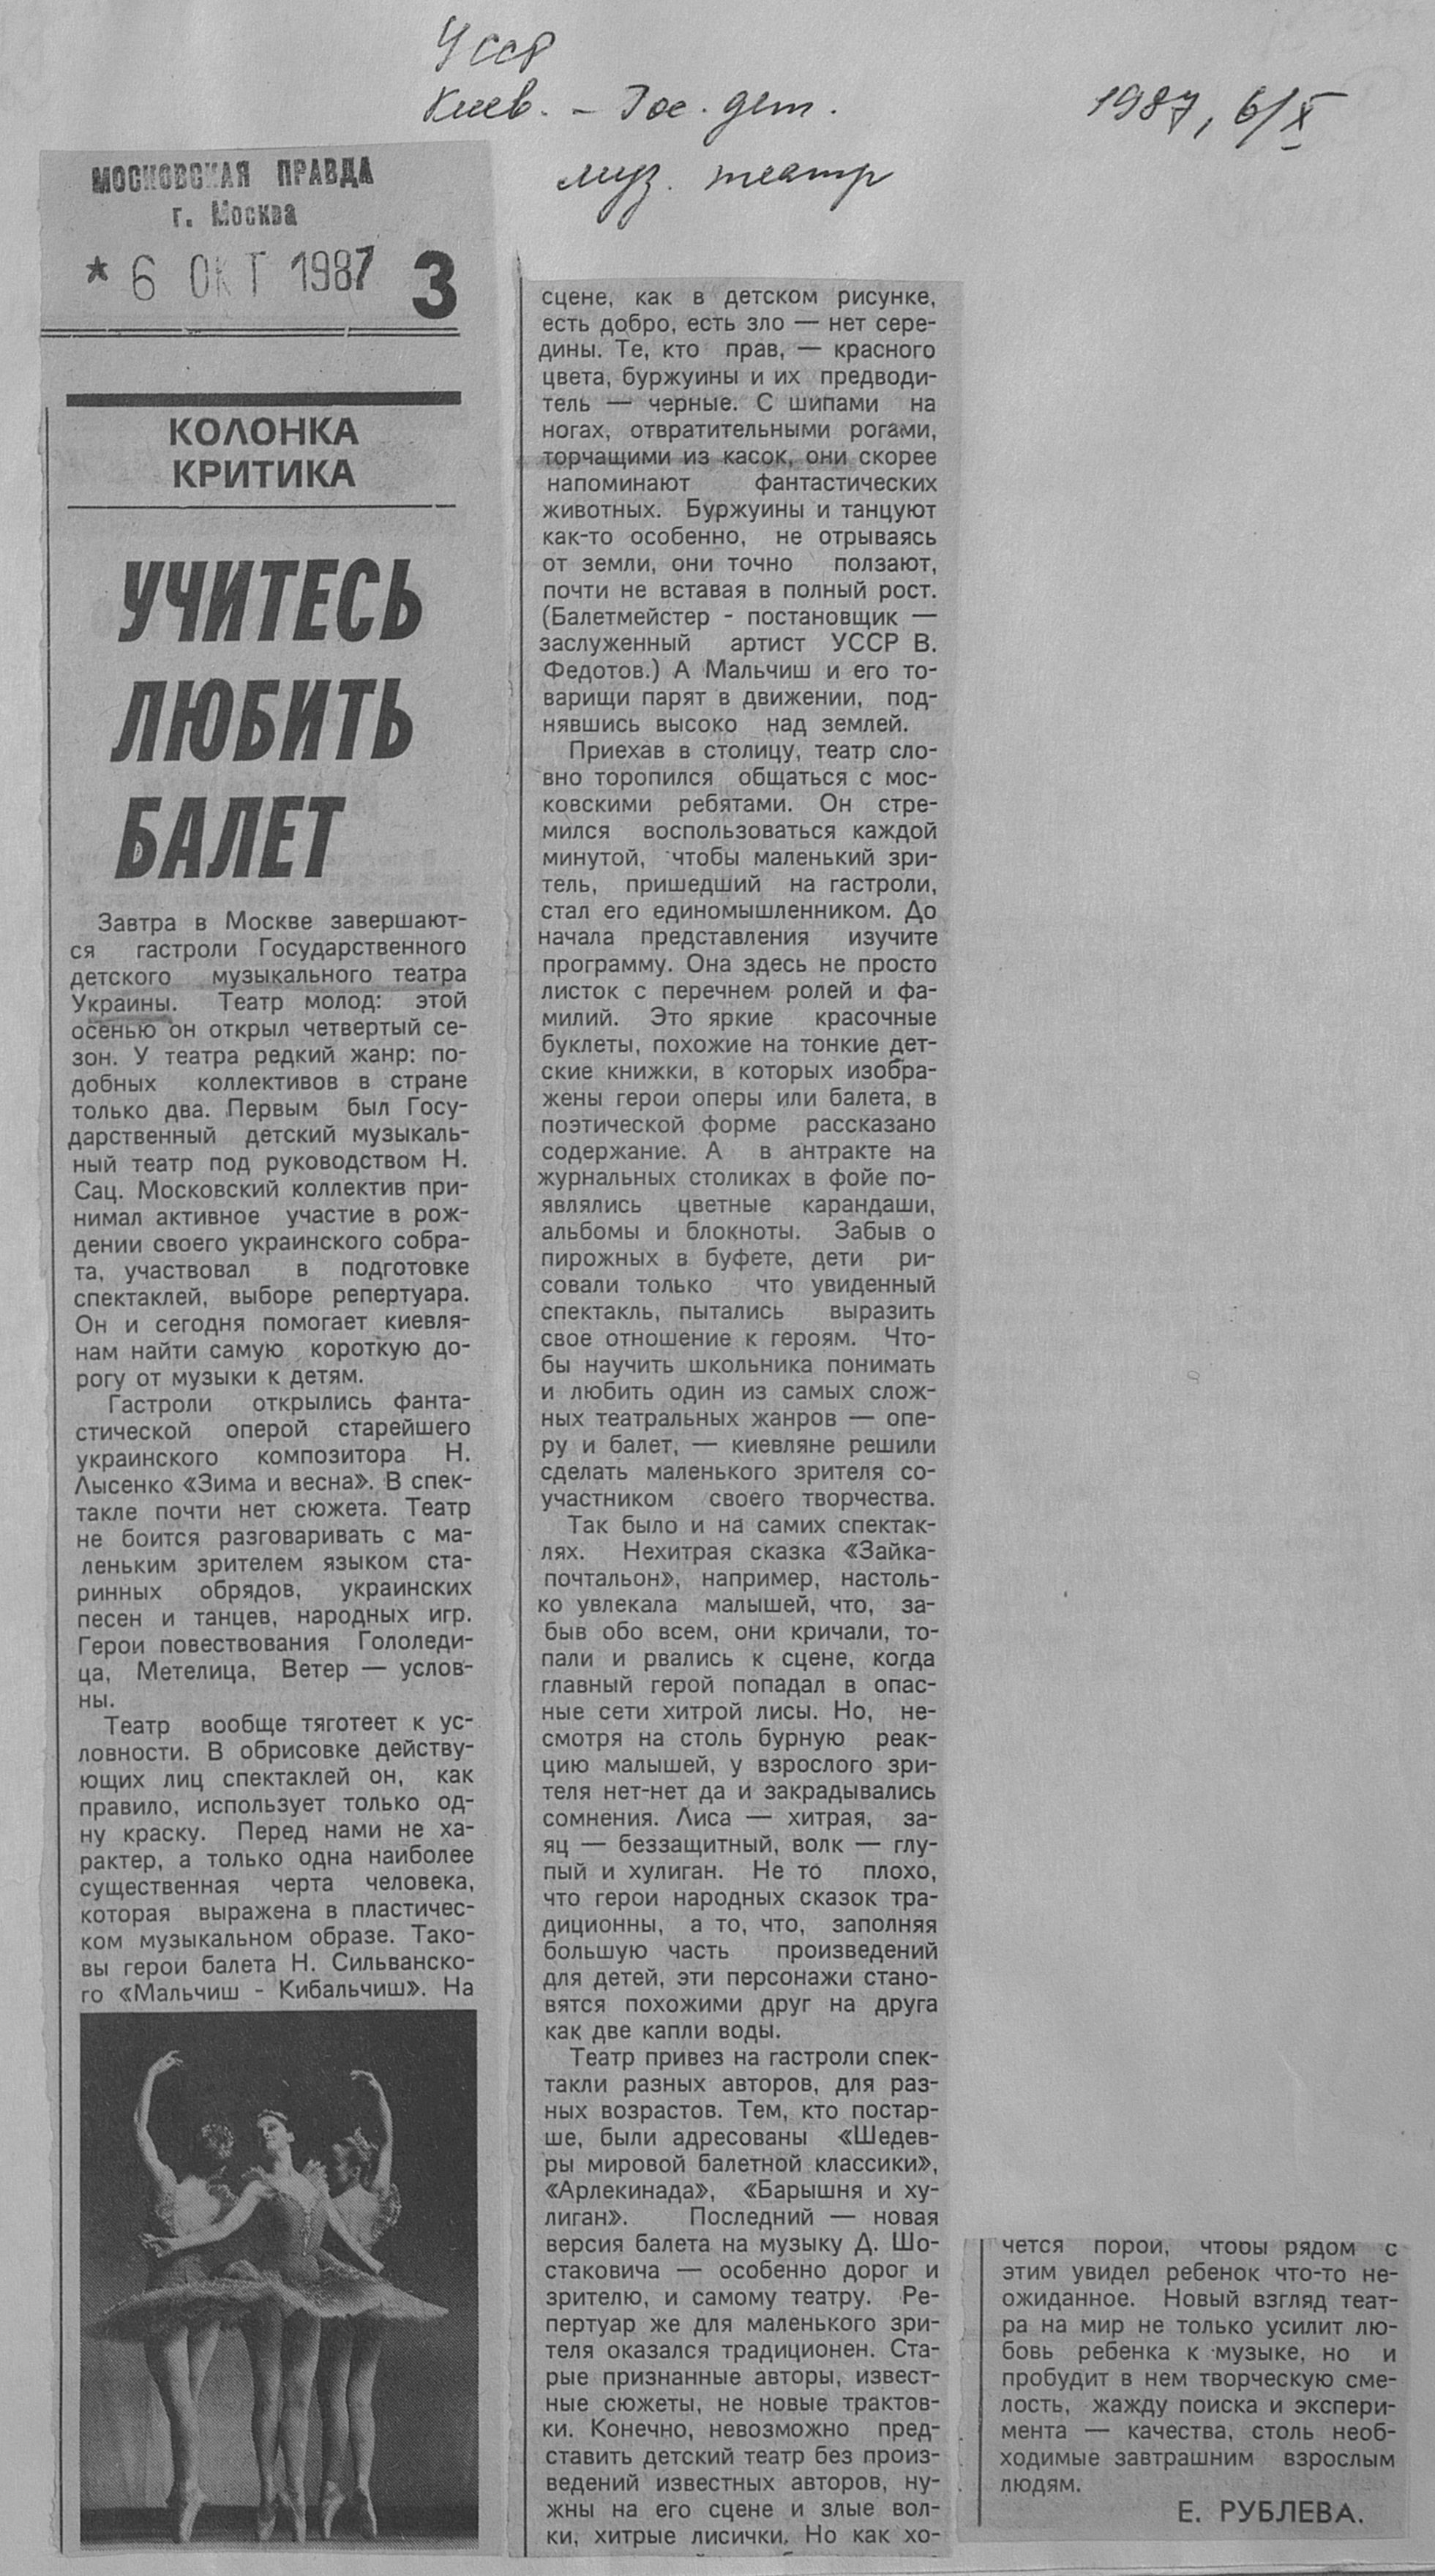 УССР
Киев. - Гос. дет.
муз. театр
1987, 6/X
МОСКОВСКАЯ ПРАВДА
г. Москва
* 6 ОКТ 1987 3
КОЛОНКА
КРИТИКА
УЧИТЕСЬ
ЛЮБИТЬ
БАЛЕТ
Завтра в Москве завершают-
ся гастроли Государственного
детского музыкального театра
Украины. Театр молод: этой
осенью он открыл четвертый се-
зон. У театра редкий жанр: по-
добных коллективов в стране
только два. Первым был Госу-
дарственный детский музыкаль-
ный театр под руководством Н.
Сац. Московский коллектив при-
нимал активное участие в рож-
дении своего украинского собра-
та, участвовал в подготовке
спектаклей, выборе репертуара.
Он и сегодня помогает киевля-
нам найти самую короткую до-
рогу от музыки к детям.
Гастроли открылись фанта-
стической оперой старейшего
украинского композитора Н.
Лысенко «Зима и весна». В спек-
такле почти нет сюжета. Театр
не боится разговаривать с ма-
леньким зрителем языком ста-
ринных обрядов, украинских
песен и танцев, народных игр.
Герои повествования Гололеди-
ца, Метелица, Ветер — услов-
ны.
Театр вообще тяготеет к ус-
ловности. В обрисовке действу-
ющих лиц спектаклей он, как
правило, использует только од-
ну краску. Перед нами не ха-
рактер, а только одна наиболее
существенная черта человека,
которая выражена в пластичес-
ком музыкальном образе. Тако-
вы герои балета Н. Сильванско-
го «Мальчиш - Кибальчиш». На
сцене, как в детском рисунке,
есть добро, есть зло — нет сере-
дины. Те, кто прав, — красного
цвета, буржуины и их предводи-
тель — черные. С шипами на
ногах, отвратительными рогами,
торчащими из касок, они скорее
напоминают фантастических
животных. Буржуины и танцуют
как-то особенно, не отрываясь
от земли, они точно ползают,
почти не вставая в полный рост.
(Балетмейстер - постановщик —
заслуженный артист УССР В.
Федотов.) А Мальчиш и его то-
варищи парят в движении, под-
нявшись высоко над землей.
Приехав в столицу, театр сло-
вно торопился общаться с мос-
ковскими ребятами. Он стре-
мился воспользоваться каждой
минутой, чтобы маленький зри-
тель, пришедший на гастроли,
стал его единомышленником. До
начала представления изучите
программу. Она здесь не просто
листок с перечнем ролей и фа-
милий. Это яркие красочные
буклеты, похожие на тонкие дет-
ские книжки, в которых изобра-
жены герои оперы или балета, в
поэтической форме рассказано
содержание. А в антракте на
журнальных столиках в фойе по-
являлись цветные карандаши,
альбомы и блокноты. Забыв о
пирожных в буфете, дети ри-
совали только что увиденный
спектакль, пытались выразить
свое отношение к героям. Что-
бы научить школьника понимать
и любить один из самых слож-
ных театральных жанров — опе-
ру и балет, — киевляне решили
сделать маленького зрителя со-
участником своего творчества.
Так было и на самих спектак-
лях. Нехитрая сказка «Зайка-
почтальон», например, настоль-
ко увлекала малышей, что, за-
быв обо всем, они кричали, то-
пали и рвались к сцене, когда
главный герой попадал в опас-
ные сети хитрой лисы. Но, не-
смотря на столь бурную реак-
цию малышей, у взрослого зри-
теля нет-нет да и закрадывались
сомнения. Лиса — хитрая, за-
яц — беззащитный, волк — глу-
пый и хулиган. Не то плохо,
что герои народных сказок тра-
диционны, а то, что, заполняя
большую часть произведений
для детей, эти персонажи стано-
вятся похожими друг на друга
как две капли воды.
Театр привез на гастроли спек-
такли разных авторов, для раз-
ных возрастов. Тем, кто постар-
ше, были адресованы «Шедев-
ры мировой балетной классики»,
«Арлекинада», «Барышня и ху-
лиган». Последний — новая
версия балета на музыку Д. Шо-
стаковича — особенно дорог и
зрителю, и самому театру. Ре-
пертуар же для маленького зри-
теля оказался традиционен. Ста-
рые признанные авторы, извест-
ные сюжеты, не новые трактов-
ки. Конечно, невозможно пред-
ставить детский театр без произ-
ведений известных авторов, ну-
жны на его сцене и злые вол-
ки, хитрые лисички. Но как хо-
чется порой, чтобы рядом с
этим увидел ребенок что-то не-
ожиданное. Новый взгляд теат-
ра на мир не только усилит лю-
бовь ребенка к музыке, но и
пробудит в нем творческую сме-
лость, жажду поиска и экспери-
мента — качества, столь необ-
ходимые завтрашним взрослым
людям.
Е. РУБЛЕВА.